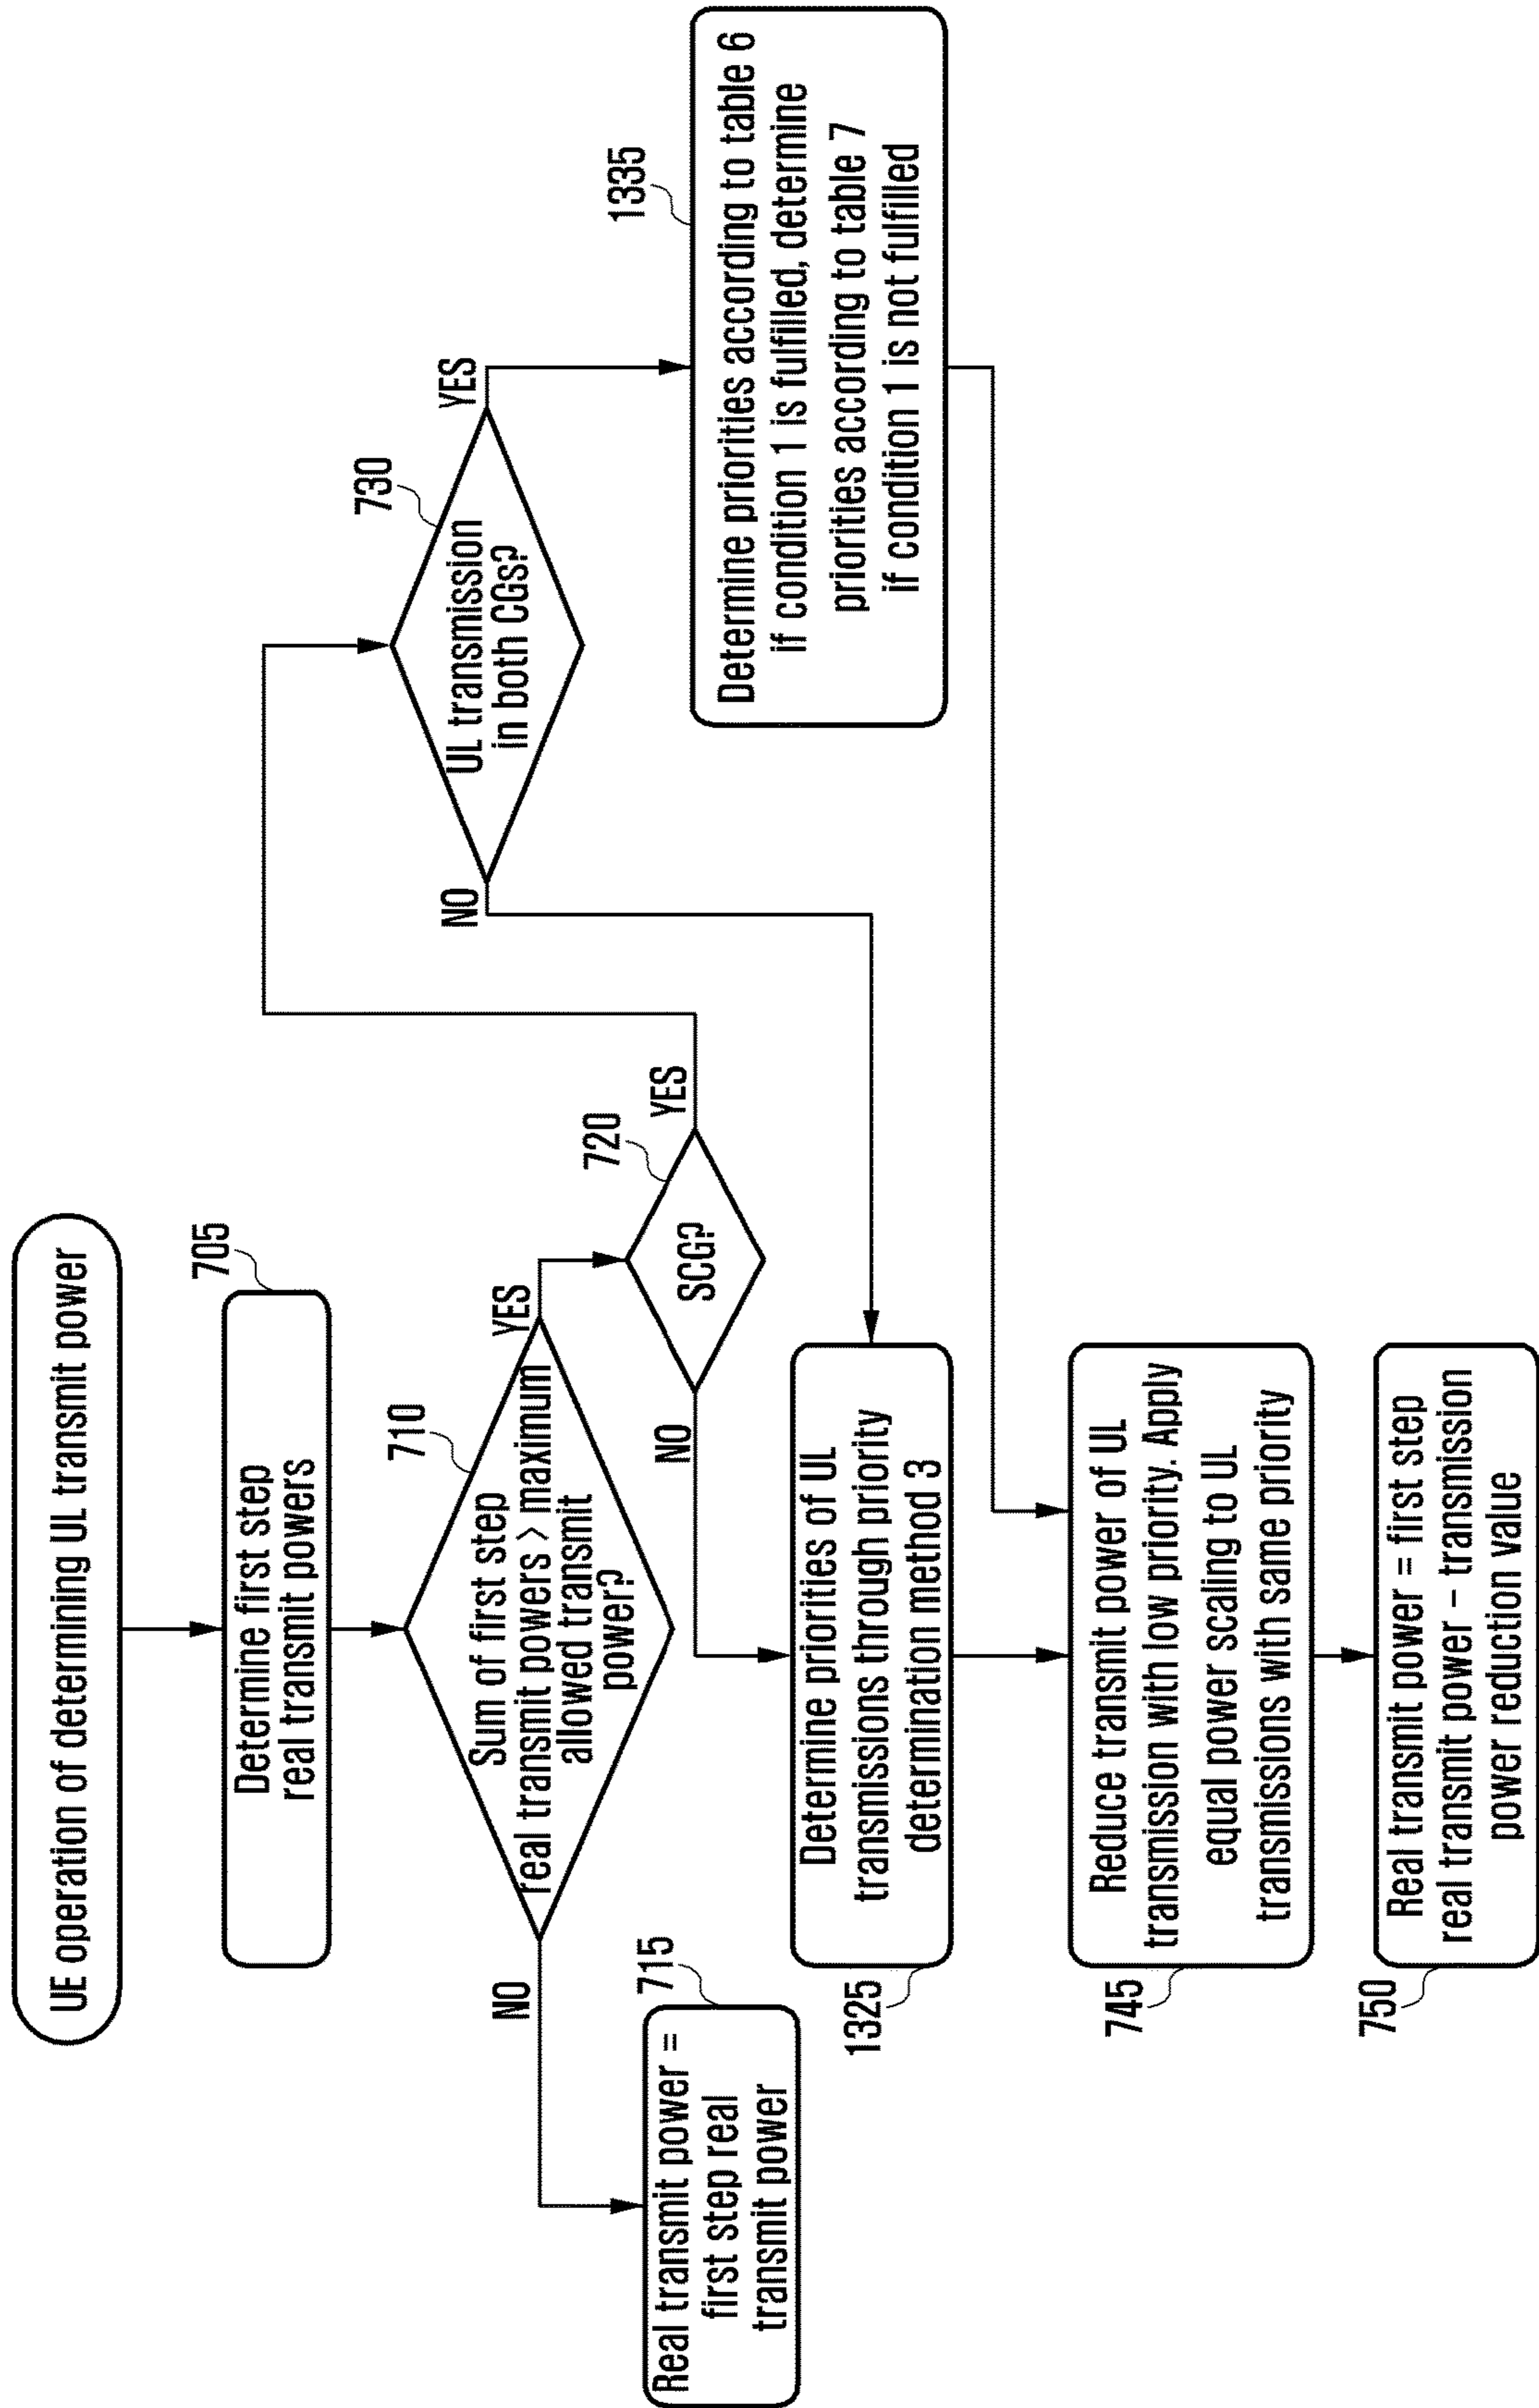 UE operation of determining UL transmit power
705
Determine first step
real transmit powers
710
Sum of first step
real transmit powers > maximum
allowed transmit
power?
NO
YES
715
Real transmit power =
first step real
transmit power
720
SCG?
NO
YES
730
UL transmission
in both CGs?
NO
YES
1325
Determine priorities of UL
transmissions through priority
determination method 3
1335
Determine priorities according to table 6
if condition 1 is fulfilled, determine
priorities according to table 7
if condition 1 is not fulfilled
745
Reduce transmit power of UL
transmission with low priority. Apply
equal power scaling to UL
transmissions with same priority
750
Real transmit power = first step
real transmit power – transmission
power reduction value